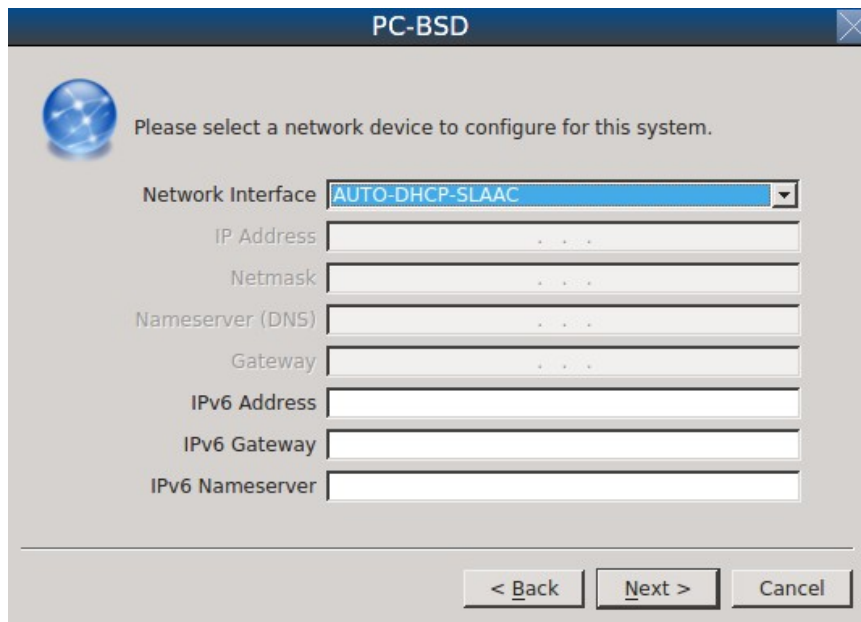 PC-BSD
Please select a network device to configure for this system.
Network Interface AUTO-DHCP-SLAAC
IP Address . . .
Netmask . . .
Nameserver (DNS) . . .
Gateway . . .
IPv6 Address
IPv6 Gateway
IPv6 Nameserver
< Back Next > Cancel